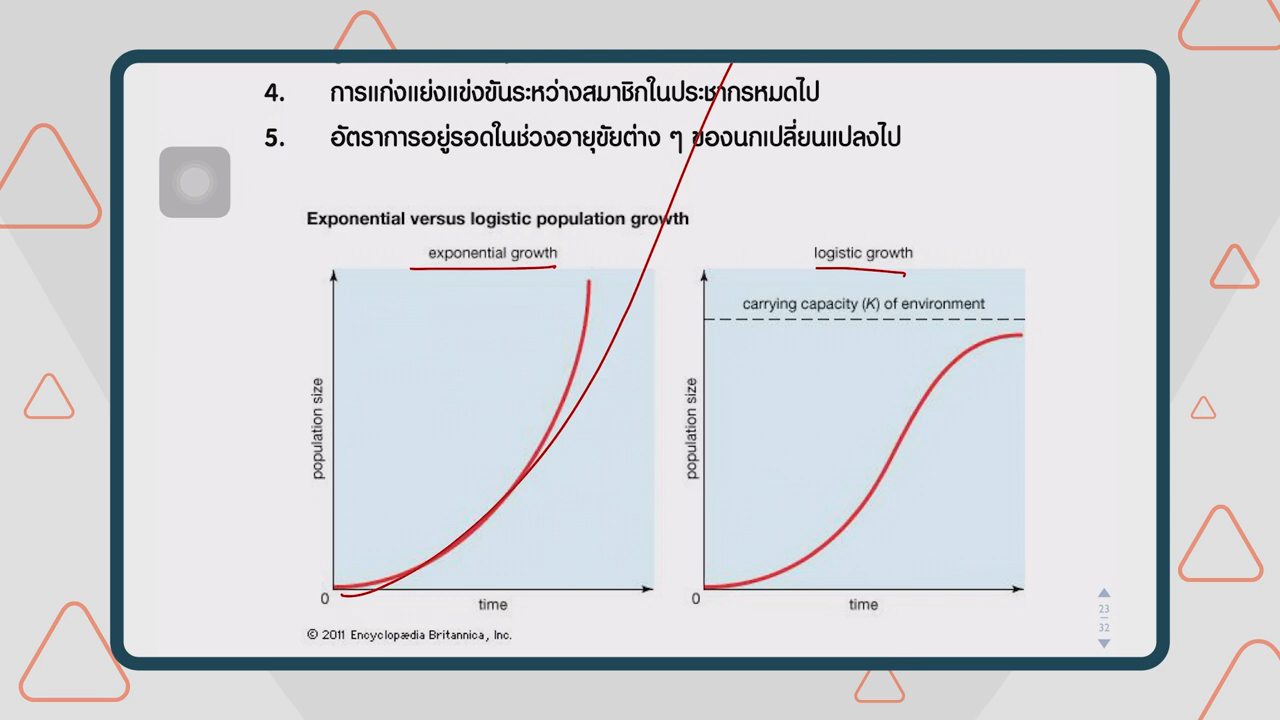 4. การแก่งแย่งแข่งขันระหว่างสมาชิกในประชากรหมดไป
5. อัตราการอยู่รอดในช่วงอายุขัยต่าง ๆ ของนกเปลี่ยนแปลงไป
Exponential versus logistic population growth
exponential growth
population size
0
time
logistic growth
carrying capacity (K) of environment
population size
0
time
© 2011 Encyclopædia Britannica, Inc.
23
32